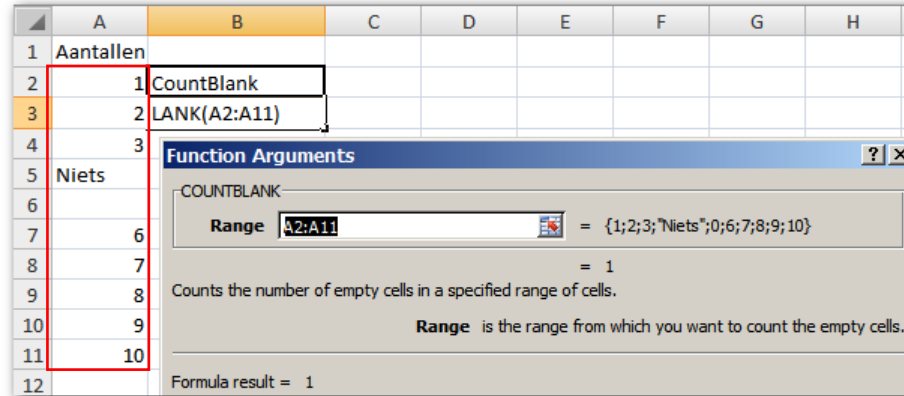 A B C D E F G H
1 Aantallen
2 1 CountBlank
3 2 LANK(A2:A11)
4 3
5 Niets
6
7 6
8 7
9 8
10 9
11 10
12
Function Arguments ? X
COUNTBLANK
Range A2:A11 = {1;2;3;"Niets";0;6;7;8;9;10}
= 1
Counts the number of empty cells in a specified range of cells.
Range is the range from which you want to count the empty cells.
Formula result = 1